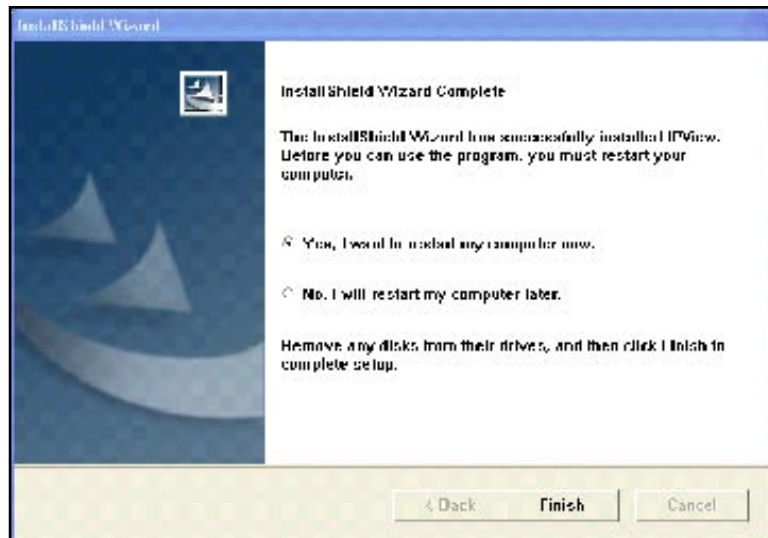 InstallShield Wizard
InstallShield Wizard Complete
The InstallShield Wizard has successfully installed IPView.
Before you can use the program, you must restart your
computer.
Yes, I want to restart my computer now.
No, I will restart my computer later.
Remove any disks from their drives, and then click Finish to
complete setup.
< Back
Finish
Cancel